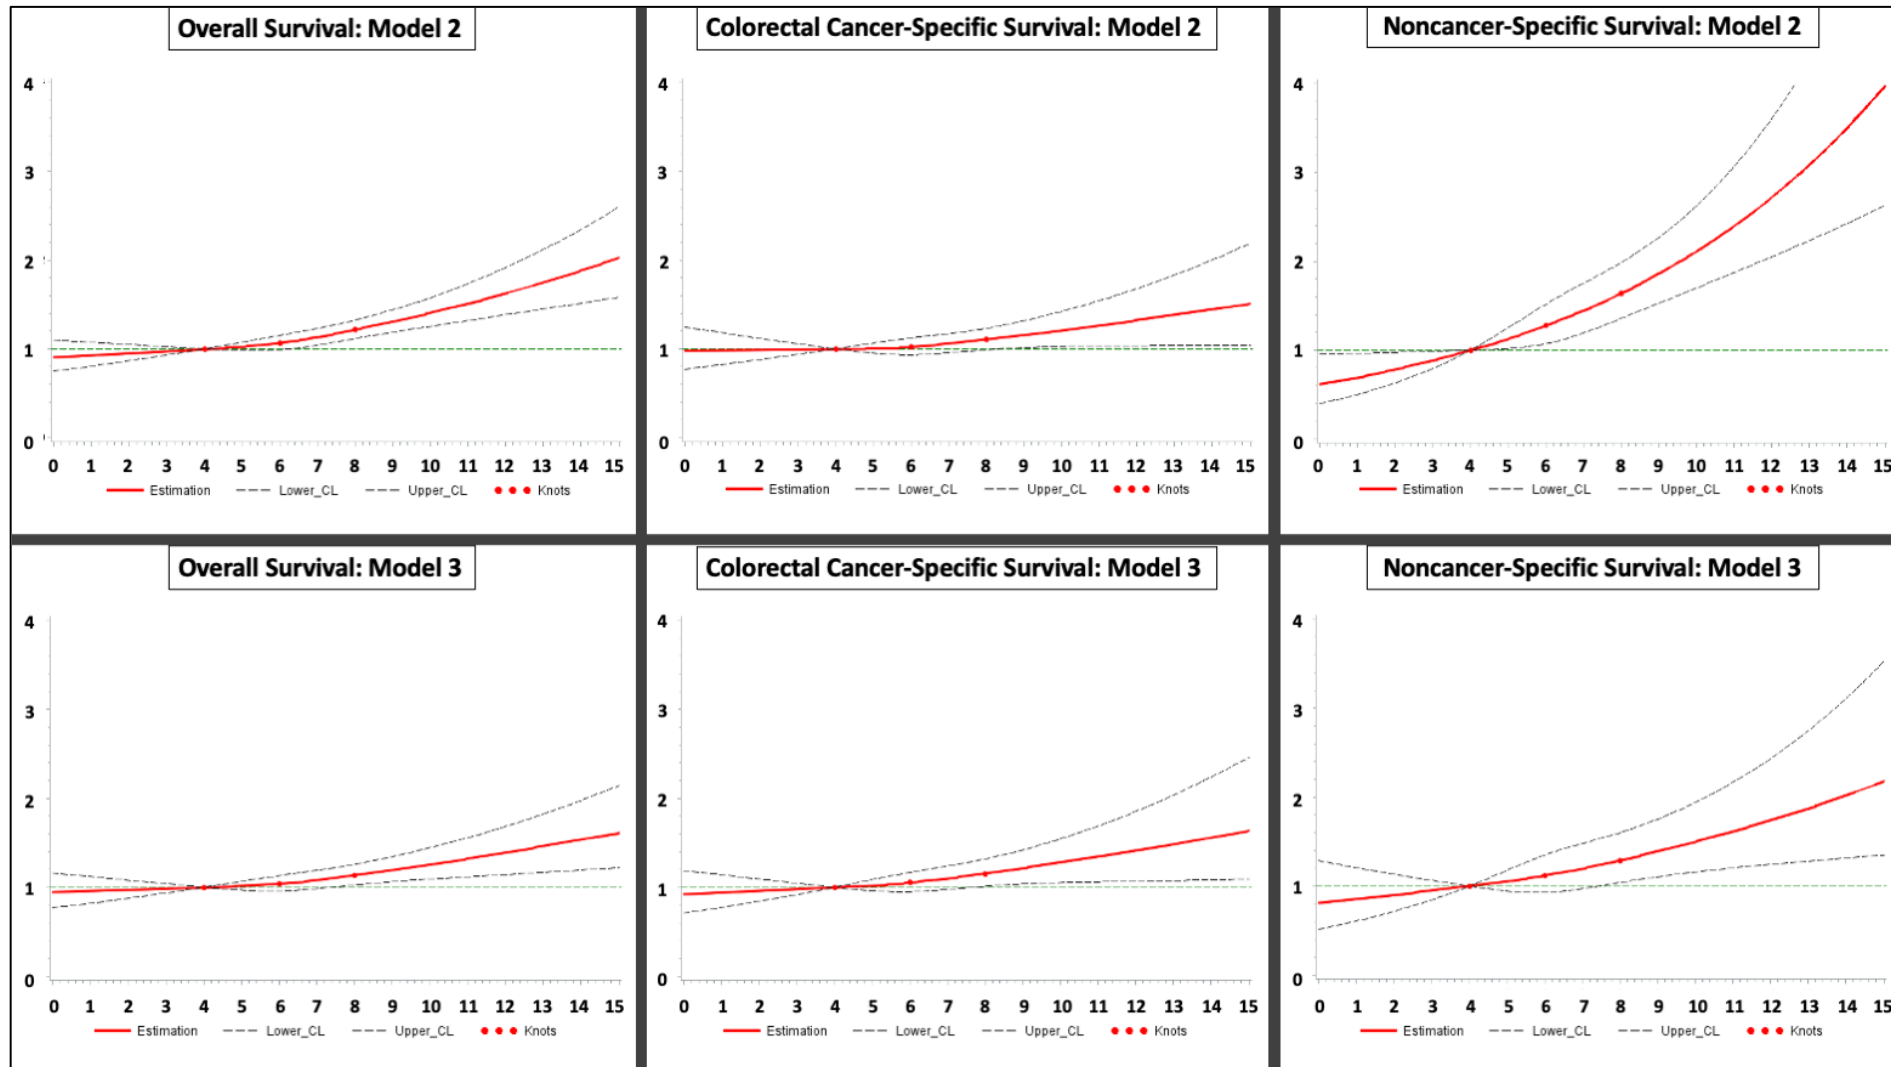 Overall Survival: Model 2
4
3
2
1
0
0 1 2 3 4 5 6 7 8 9 10 11 12 13 14 15
Estimation Lower_CL Upper_CL Knots
Colorectal Cancer-Specific Survival: Model 2
4
3
2
1
0
0 1 2 3 4 5 6 7 8 9 10 11 12 13 14 15
Estimation Lower_CL Upper_CL Knots
Noncancer-Specific Survival: Model 2
4
3
2
1
0
0 1 2 3 4 5 6 7 8 9 10 11 12 13 14 15
Estimation Lower_CL Upper_CL Knots
Overall Survival: Model 3
4
3
2
1
0
0 1 2 3 4 5 6 7 8 9 10 11 12 13 14 15
Estimation Lower_CL Upper_CL Knots
Colorectal Cancer-Specific Survival: Model 3
4
3
2
1
0
0 1 2 3 4 5 6 7 8 9 10 11 12 13 14 15
Estimation Lower_CL Upper_CL Knots
Noncancer-Specific Survival: Model 3
4
3
2
1
0
0 1 2 3 4 5 6 7 8 9 10 11 12 13 14 15
Estimation Lower_CL Upper_CL Knots